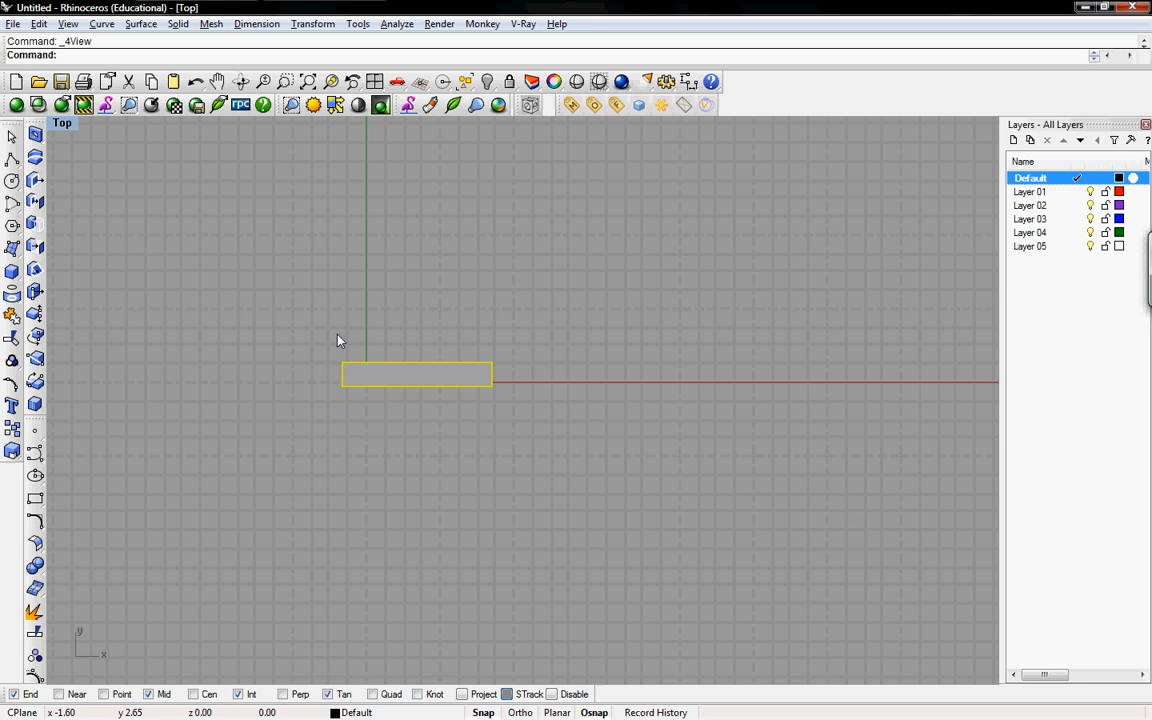 Untitled - Rhinoceros (Educational) - [Top]
File Edit View Curve Surface Solid Mesh Dimension Transform Tools Analyze Render Monkey V-Ray Help
Command: _4View
Command:
rpc
Top
Layers - All Layers
Name M
Default
Layer 01
Layer 02
Layer 03
Layer 04
Layer 05
y
x
End Near Point Mid Cen Int Perp Tan Quad Knot Project STrack Disable
CPlane x -1.60 y 2.65 z 0.00 0.00 Default Snap Ortho Planar Osnap Record History